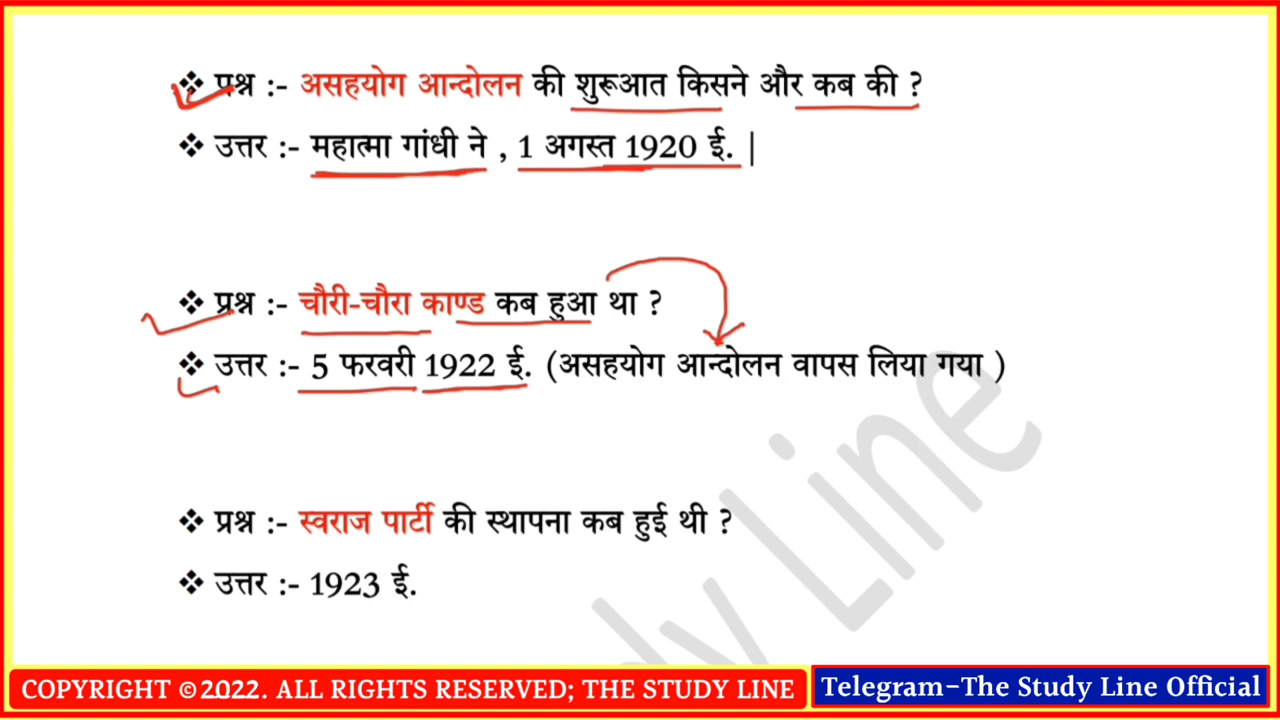 ❖ प्रश्न :- असहयोग आन्दोलन की शुरूआत किसने और कब की ?
❖ उत्तर :- महात्मा गांधी ने , 1 अगस्त 1920 ई. |
❖ प्रश्न :- चौरी-चौरा काण्ड कब हुआ था ?
❖ उत्तर :- 5 फरवरी 1922 ई. (असहयोग आन्दोलन वापस लिया गया )
❖ प्रश्न :- स्वराज पार्टी की स्थापना कब हुई थी ?
❖ उत्तर :- 1923 ई.
dy Line
COPYRIGHT ©2022. ALL RIGHTS RESERVED; THE STUDY LINE
Telegram-The Study Line Official